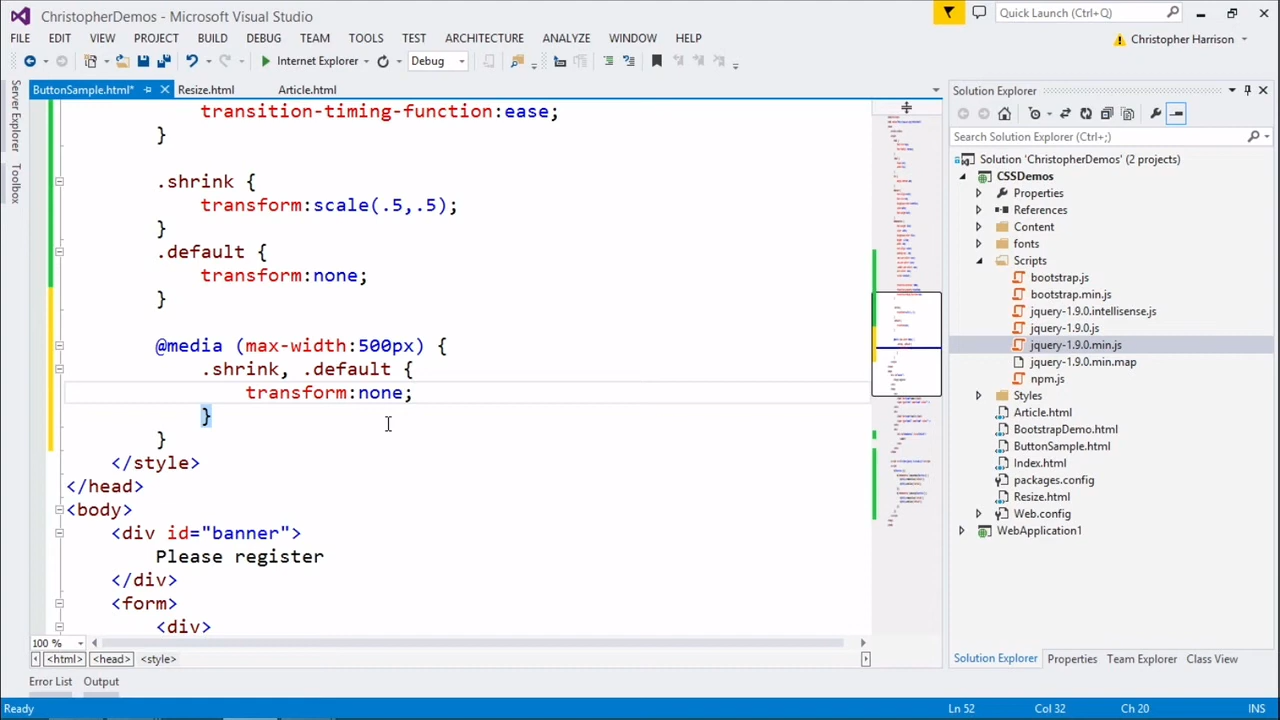 ChristopherDemos - Microsoft Visual Studio
Quick Launch (Ctrl+Q)
FILE EDIT VIEW PROJECT BUILD DEBUG TEAM TOOLS TEST ARCHITECTURE ANALYZE WINDOW HELP
Christopher Harrison
Internet Explorer
Debug
ButtonSample.html* Resize.html Article.html
Server Explorer
Toolbox
transition-timing-function:ease;
}
.shrink {
transform:scale(.5,.5);
}
.default {
transform:none;
}
@media (max-width:500px) {
.shrink, .default {
transform:none;
}
}
</style>
</head>
<body>
<div id="banner">
Please register
</div>
<form>
<div>
100 %
<html> <head> <style>
Error List Output
Solution Explorer
Search Solution Explorer (Ctrl+;)
Solution 'ChristopherDemos' (2 projects)
CSSDemos
Properties
References
Content
fonts
Scripts
bootstrap.js
bootstrap.min.js
jquery-1.9.0.intellisense.js
jquery-1.9.0.js
jquery-1.9.0.min.js
jquery-1.9.0.min.map
npm.js
Styles
Article.html
BootstrapDemo.html
ButtonSample.html
Index.html
packages.config
Resize.html
Web.config
WebApplication1
Solution Explorer Properties Team Explorer Class View
Ready
Ln 52 Col 32 Ch 20 INS